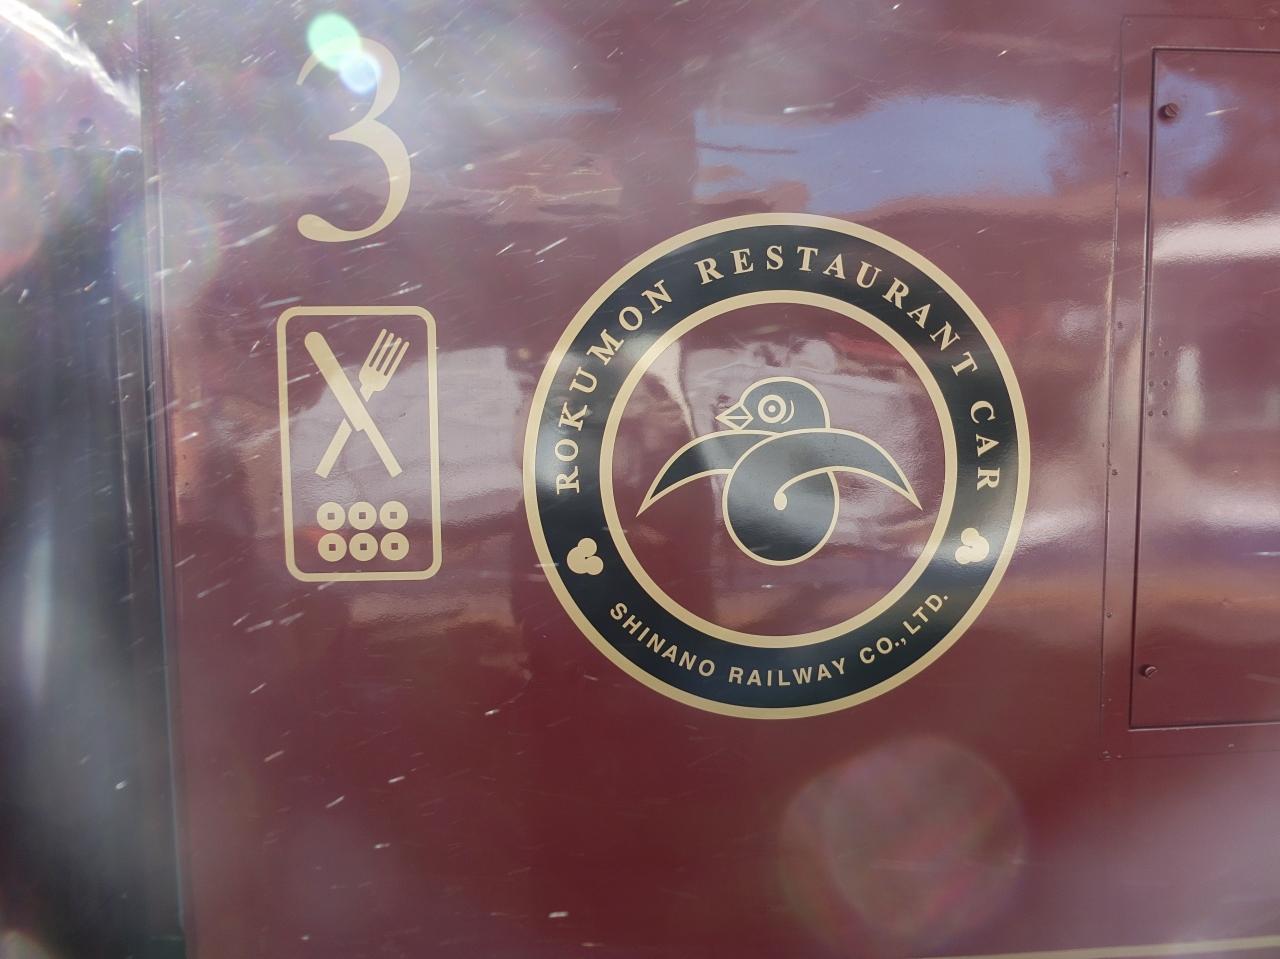 3
ROKUMON RESTAURANT CAR
SHINANO RAILWAY CO., LTD.